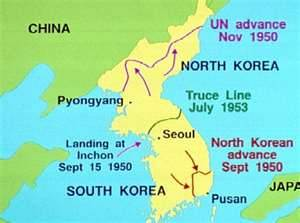 UN advance
Nov 1950
CHINA
NORTH KOREA
Pyongyang
Truce Line
July 1953
Seoul
Landing at
Inchon
Sept 15 1950
North Korean
advance
Sept 1950
SOUTH KOREA
Pusan
JAPA